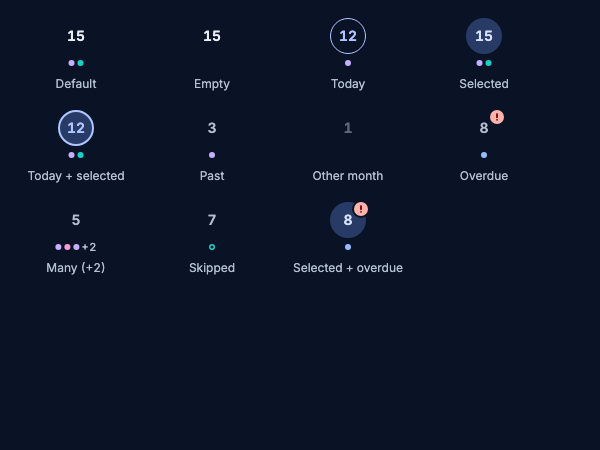 15 15 12 15
Default Empty Today Selected
12 3 1 8 !
Today + selected Past Other month Overdue
5 7 8 !
+2
Many (+2) Skipped Selected + overdue